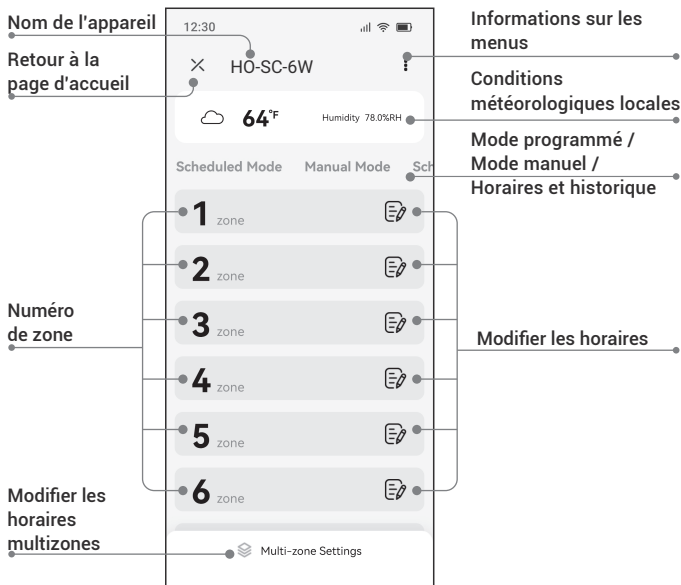 Nom de l'appareil
Retour à la
page d'accueil
12:30
HO-SC-6W
64°F
Humidity 78.0%RH
Scheduled Mode Manual Mode Sch
1 zone
2 zone
3 zone
4 zone
5 zone
6 zone
Multi-zone Settings
Numéro
de zone
Modifier les
horaires
multizones
Informations sur les
menus
Conditions
météorologiques locales
Mode programmé /
Mode manuel /
Horaires et historique
Modifier les horaires